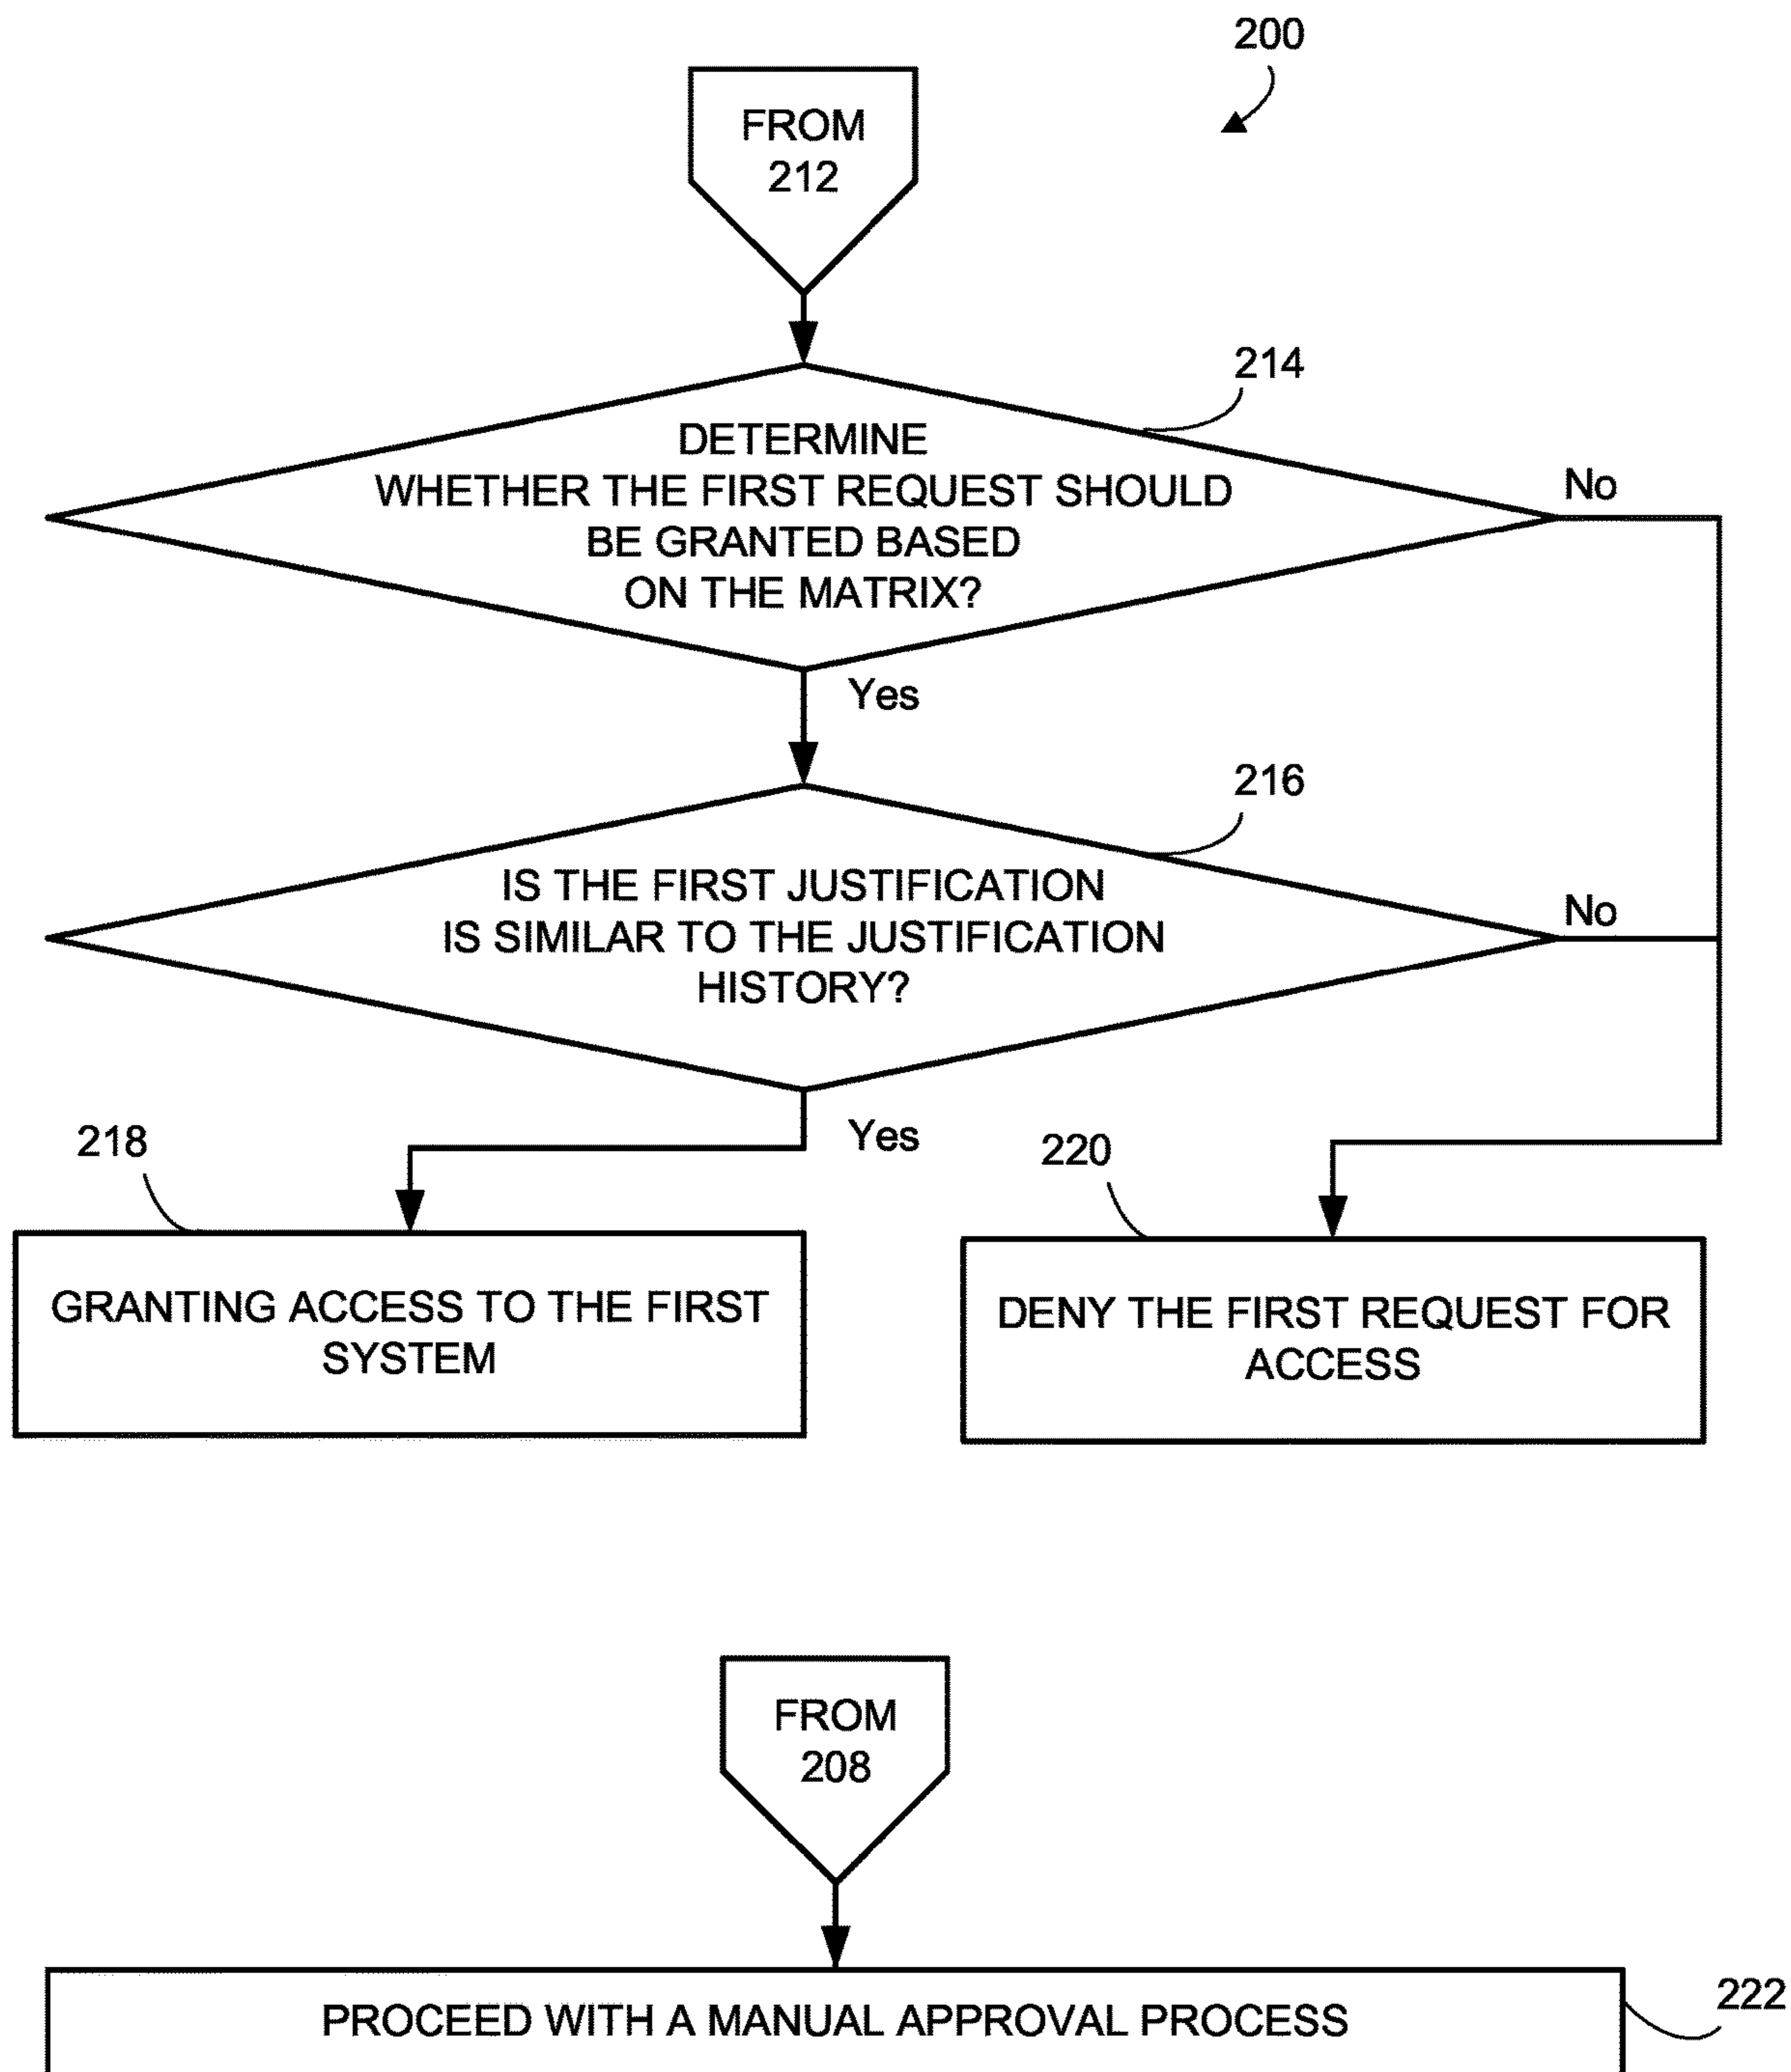 200
FROM
212
214
DETERMINE
WHETHER THE FIRST REQUEST SHOULD
BE GRANTED BASED
ON THE MATRIX?
No
Yes
216
IS THE FIRST JUSTIFICATION
IS SIMILAR TO THE JUSTIFICATION
HISTORY?
No
Yes
218
220
GRANTING ACCESS TO THE FIRST
SYSTEM
DENY THE FIRST REQUEST FOR
ACCESS
FROM
208
222
PROCEED WITH A MANUAL APPROVAL PROCESS